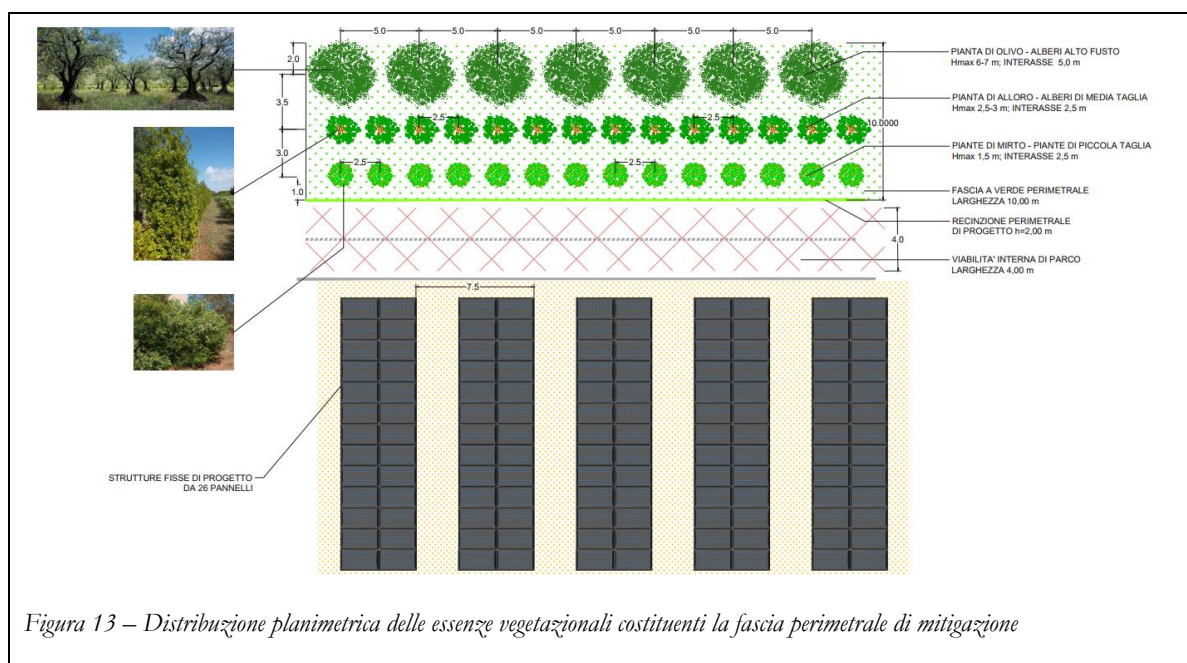 5.0 5.0 5.0 5.0 5.0 5.0
2.0
3.5
2.5 2.5
3.0
2.5 2.5
1.0
10.0000
PIANTA DI OLIVO - ALBERI ALTO FUSTO
Hmax 6-7 m; INTERASSE 5,0 m
PIANTA DI ALLORO - ALBERI DI MEDIA TAGLIA
Hmax 2,5-3 m; INTERASSE 2,5 m
PIANTE DI MIRTO - PIANTE DI PICCOLA TAGLIA
Hmax 1,5 m; INTERASSE 2,5 m
FASCIA A VERDE PERIMETRALE
LARGHEZZA 10,00 m
RECINZIONE PERIMETRALE
DI PROGETTO h=2,00 m
4.0
VIABILITA' INTERNA DI PARCO
LARGHEZZA 4,00 m
7.5
STRUTTURE FISSE DI PROGETTO
DA 26 PANNELLI
Figura 13 – Distribuzione planimetrica delle essenze vegetazionali costituenti la fascia perimetrale di mitigazione